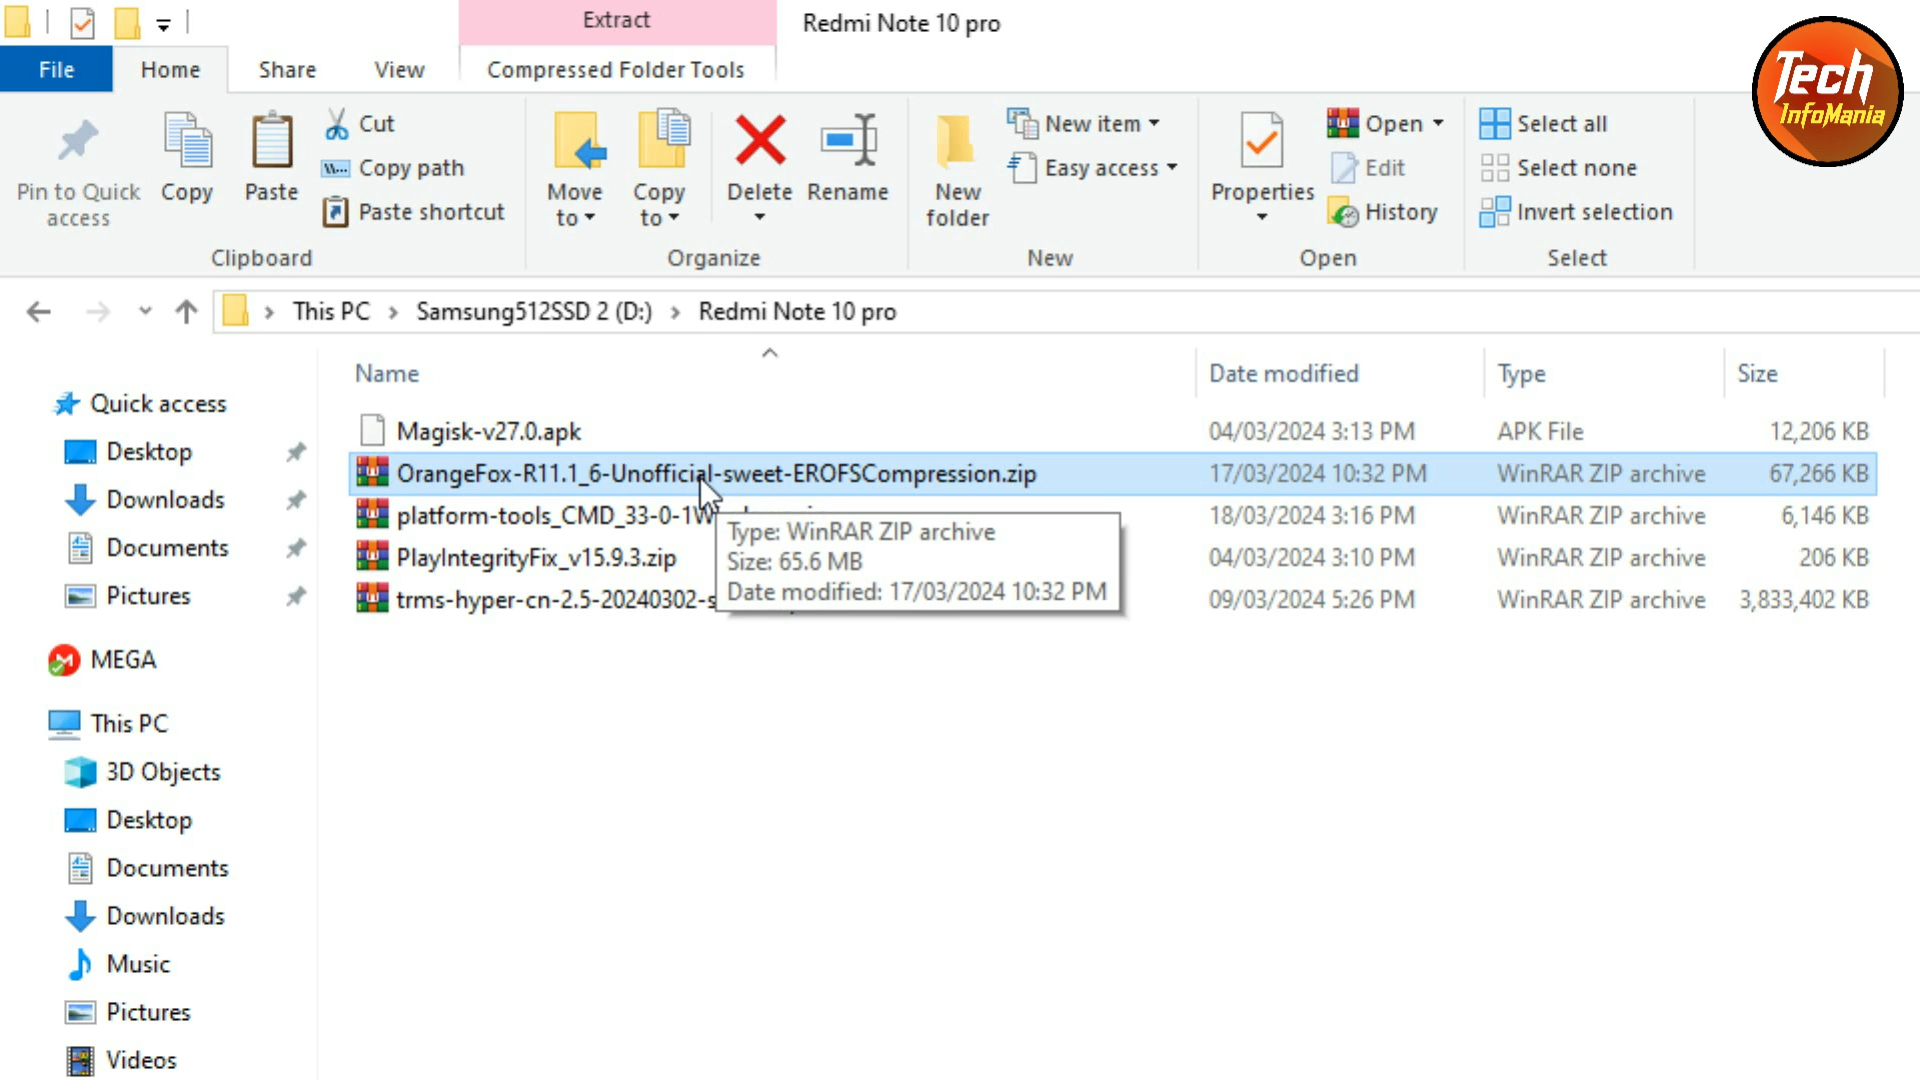 Extract
Redmi Note 10 pro
File
Home
Share
View
Compressed Folder Tools
Tech
InfoMania
Pin to Quick
access
Copy
Paste
Cut
Copy path
Paste shortcut
Move
to
Copy
to
Delete
Rename
New
folder
New item
Easy access
Properties
Open
Edit
History
Select all
Select none
Invert selection
Clipboard
Organize
New
Open
Select
This PC
Samsung512SSD 2 (D:)
Redmi Note 10 pro
Name
Date modified
Type
Size
Magisk-v27.0.apk 04/03/2024 3:13 PM APK File 12,206 KB
OrangeFox-R11.1_6-Unofficial-sweet-EROFSCompression.zip 17/03/2024 10:32 PM WinRAR ZIP archive 67,266 KB
platform-tools_CMD_33-0-1W 18/03/2024 3:16 PM WinRAR ZIP archive 6,146 KB
PlayIntegrityFix_v15.9.3.zip 04/03/2024 3:10 PM WinRAR ZIP archive 206 KB
trms-hyper-cn-2.5-20240302-s 09/03/2024 5:26 PM WinRAR ZIP archive 3,833,402 KB
Type: WinRAR ZIP archive
Size: 65.6 MB
Date modified: 17/03/2024 10:32 PM
Quick access
Desktop
Downloads
Documents
Pictures
MEGA
This PC
3D Objects
Desktop
Documents
Downloads
Music
Pictures
Videos